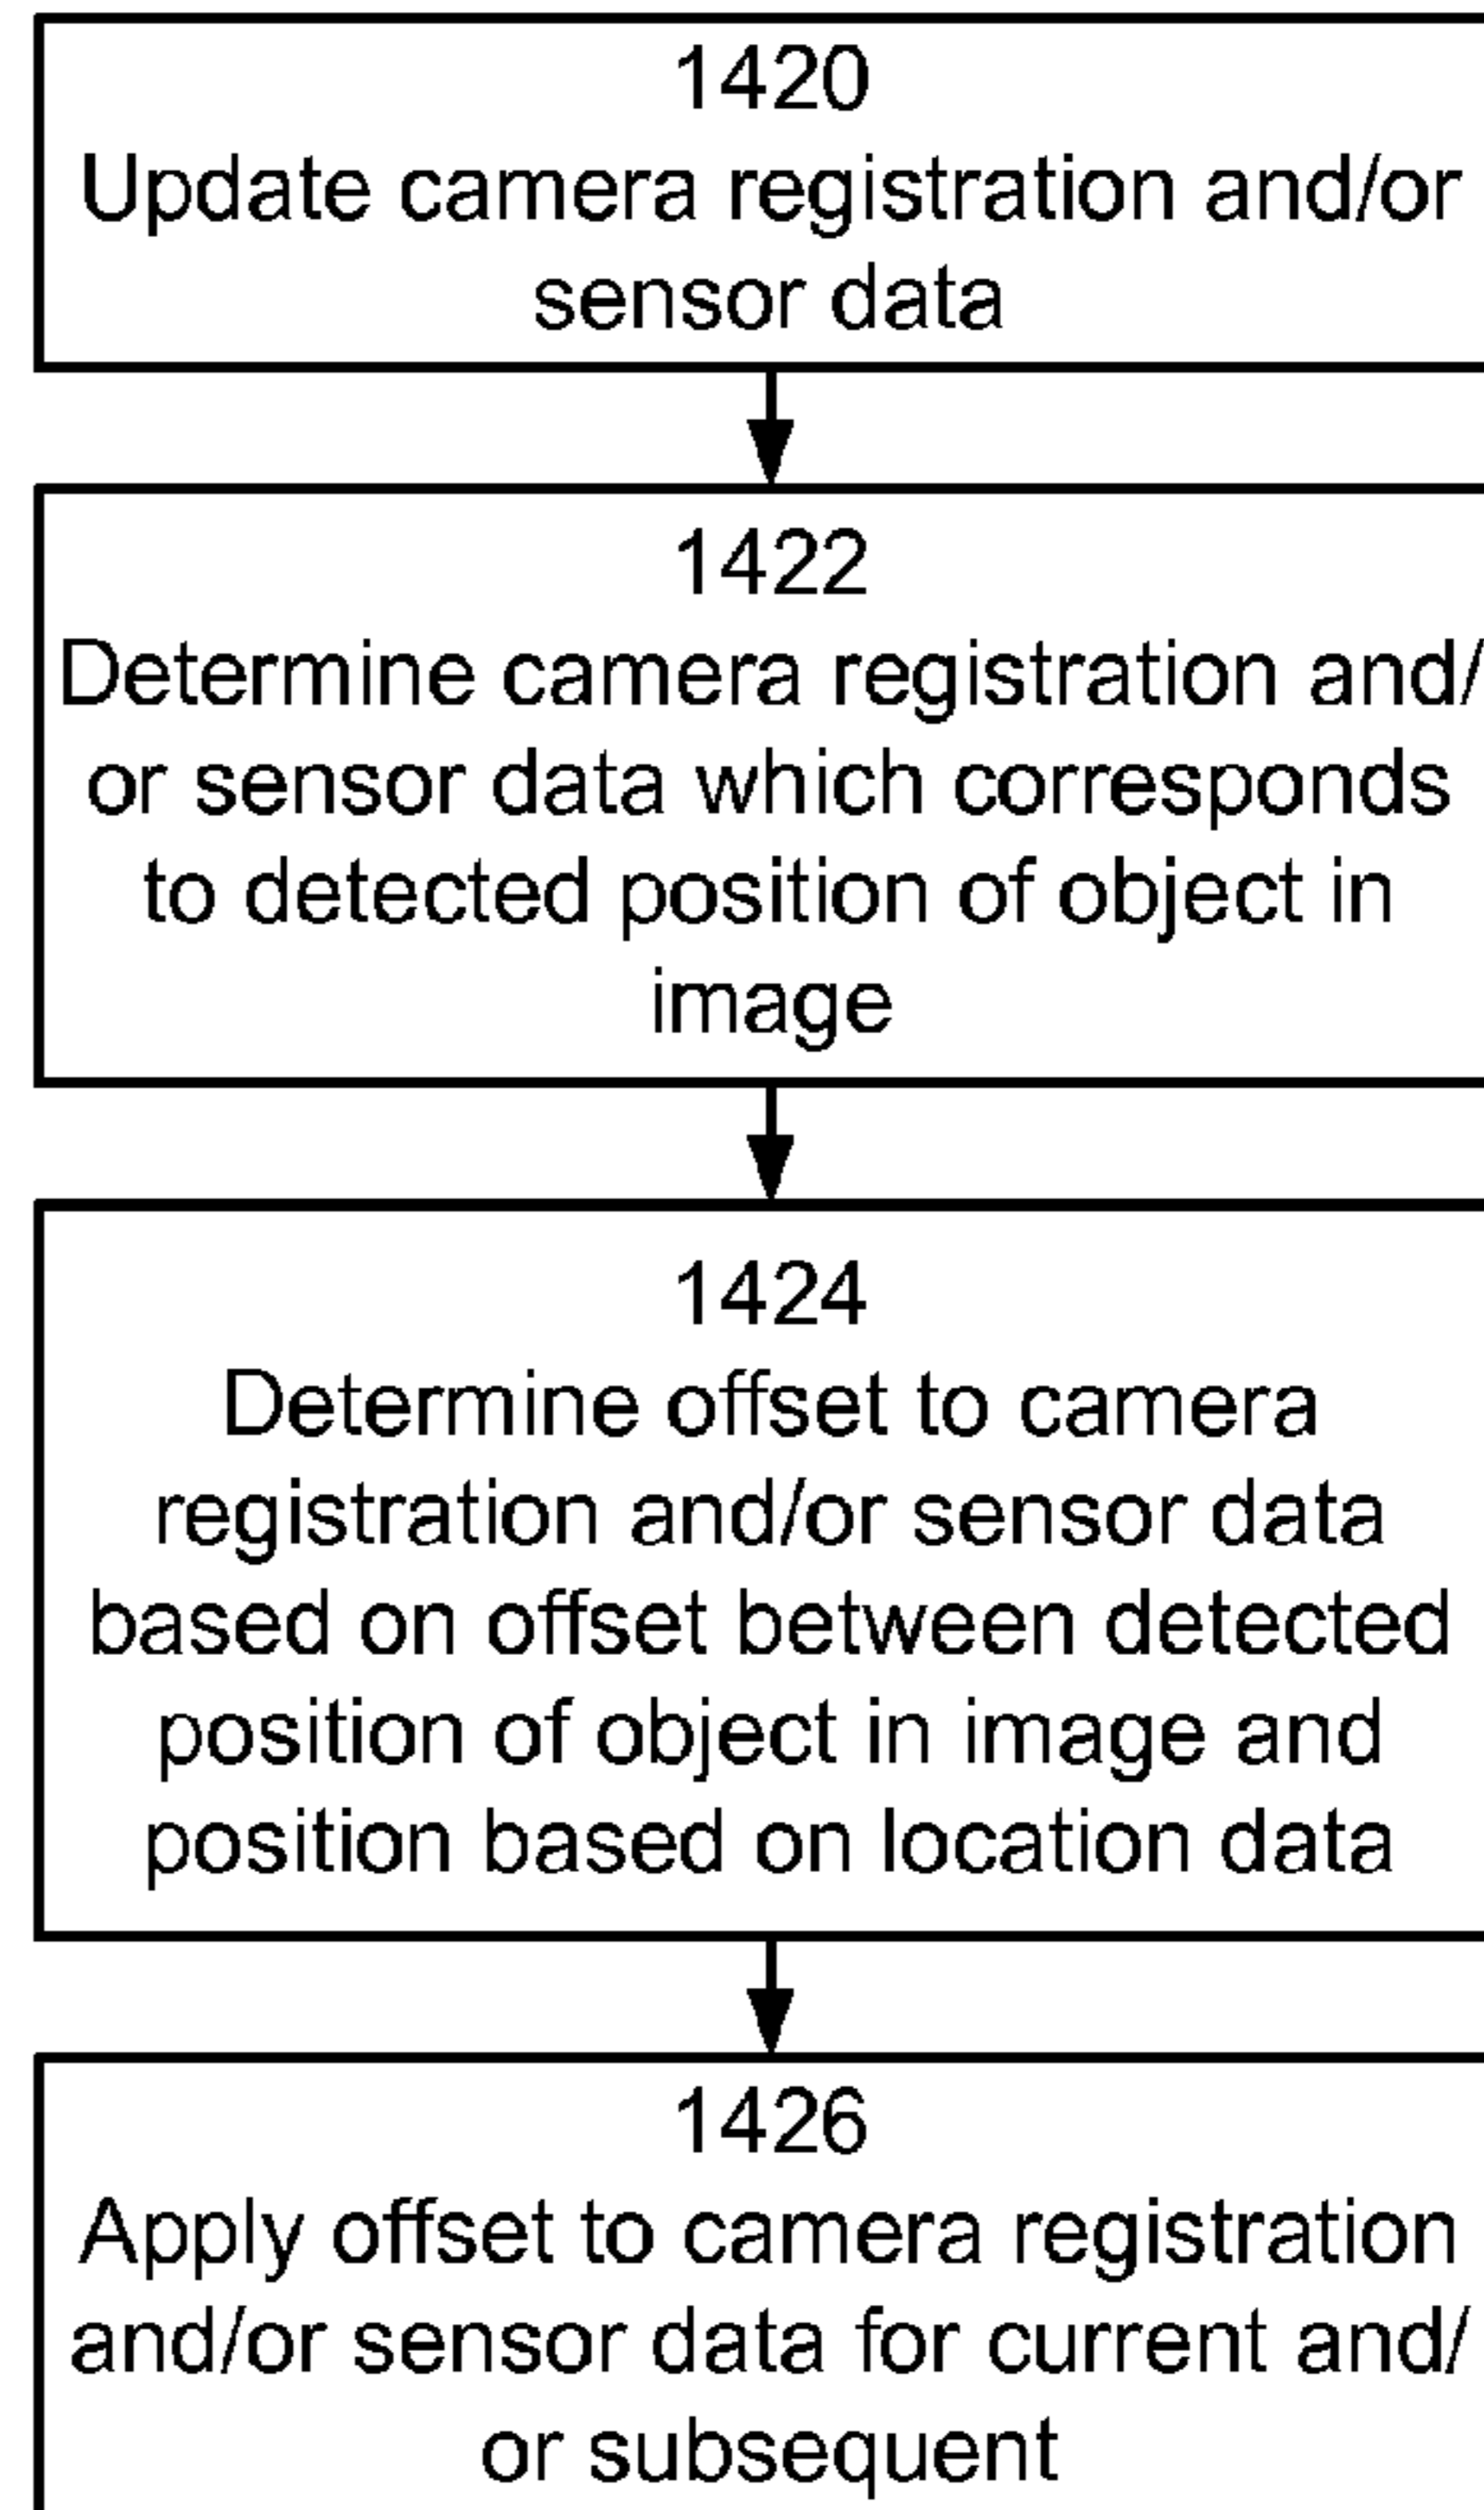 1420
Update camera registration and/or
sensor data
1422
Determine camera registration and/
or sensor data which corresponds
to detected position of object in
image
1424
Determine offset to camera
registration and/or sensor data
based on offset between detected
position of object in image and
position based on location data
1426
Apply offset to camera registration
and/or sensor data for current and/
or subsequent